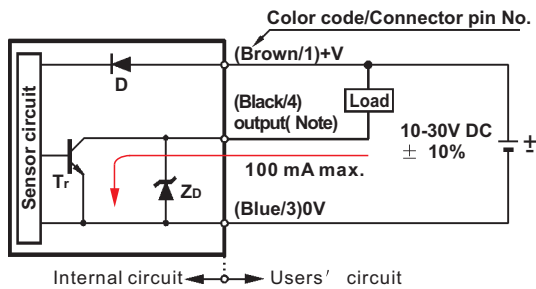 Color code/Connector pin No.
(Brown/1)+V
D
(Black/4)
output( Note)
Load
Sensor circuit
10-30V DC
± 10%
±
Tr
100 mA max.
ZD
(Blue/3)0V
Internal circuit
Users' circuit